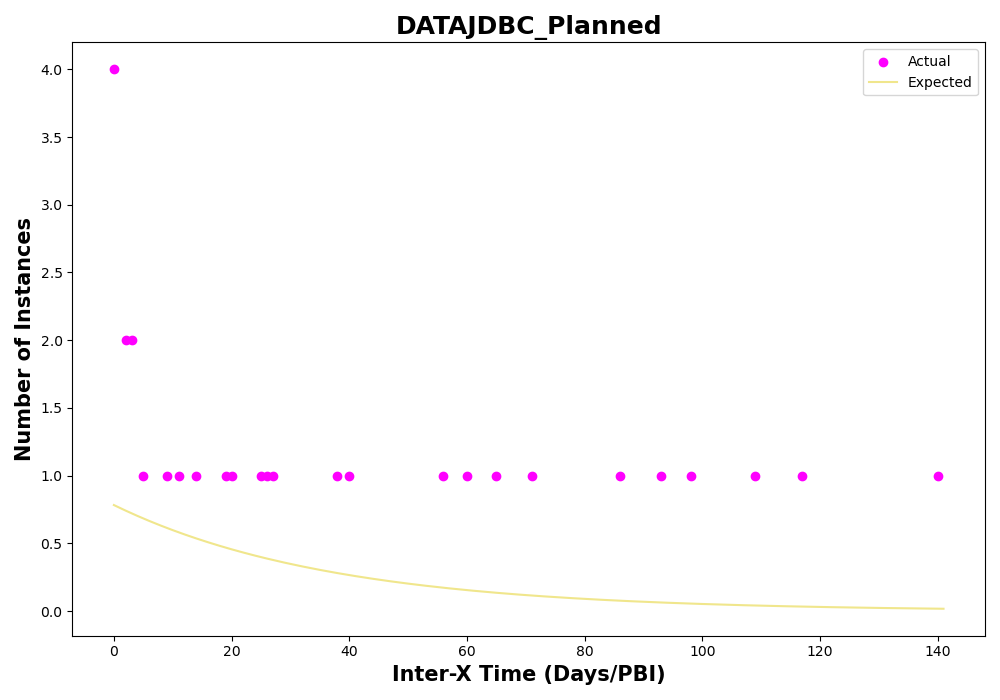 DATAJDBC_Planned
Actual
Expected
Number of Instances
4.0
3.5
3.0
2.5
2.0
1.5
1.0
0.5
0.0
0 20 40 60 80 100 120 140
Inter-X Time (Days/PBI)